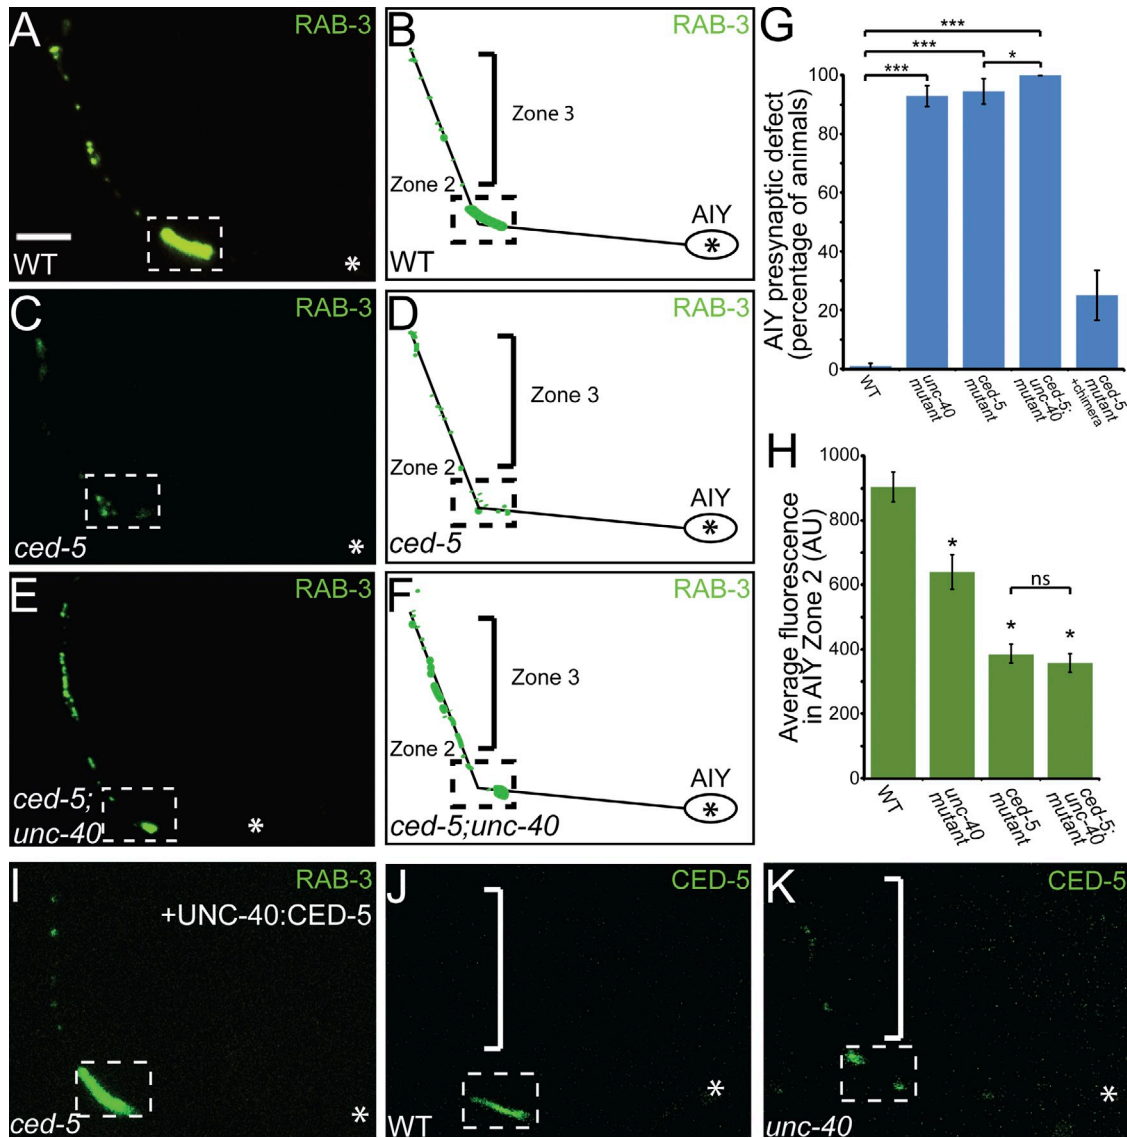 A
RAB-3
WT
*
B
RAB-3
Zone 3
Zone 2
AIY
*
WT
C
RAB-3
ced-5
*
D
RAB-3
Zone 3
Zone 2
AIY
*
ced-5
E
RAB-3
ced-5;
unc-40
*
F
RAB-3
Zone 3
Zone 2
AIY
*
ced-5;unc-40
G
***
***
*
***
AIY presynaptic defect
(percentage of animals)
100
80
60
40
20
0
WT
unc-40
mutant
ced-5
mutant
ced-5;
unc-40
mutant
ced-5
mutant
+chimera
H
Average fluorescence
in AIY Zone 2 (AU)
1000
800
600
400
200
0
*
*
ns
*
WT
unc-40
mutant
ced-5
mutant
ced-5;
unc-40
mutant
I
RAB-3
+UNC-40:CED-5
ced-5
*
J
CED-5
WT
*
K
CED-5
unc-40
*